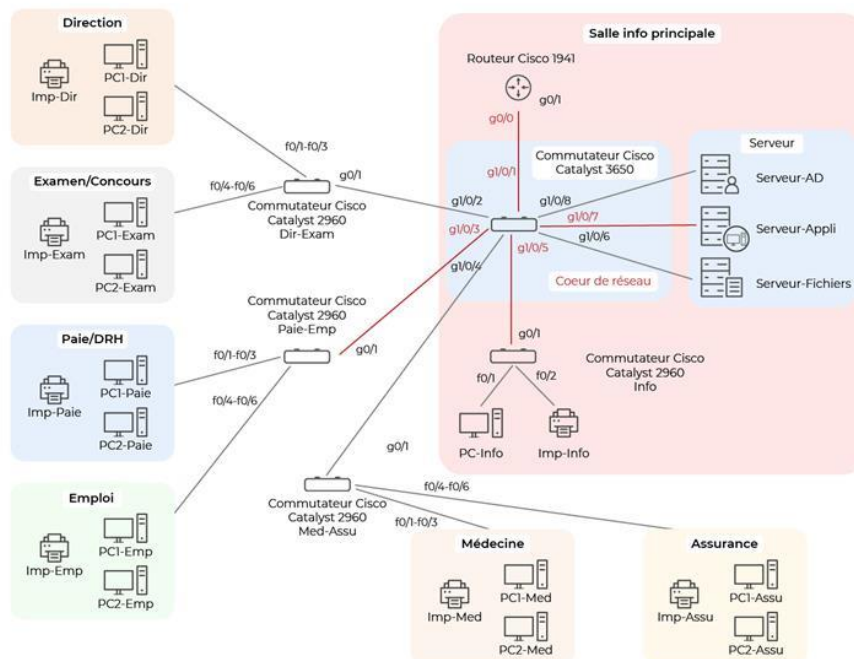 Direction
PC1-Dir
Imp-Dir
PC2-Dir
f0/1-f0/3
Examen/Concours
f0/4-f0/6
g0/1
PC1-Exam
Imp-Exam
PC2-Exam
Commutateur Cisco
Catalyst 2960
Dir-Exam
Salle info principale
Routeur Cisco 1941
g0/1
g0/0
g1/0/1
Commutateur Cisco
Catalyst 3650
g1/0/2
g1/0/8
g1/0/3
g1/0/7
g1/0/4
g1/0/5
g1/0/6
Coeur de réseau
Serveur
Serveur-AD
Serveur-Appli
Serveur-Fichiers
Commutateur Cisco
Catalyst 2960
Paie-Emp
g0/1
Paie/DRH
f0/1-f0/3
PC1-Paie
Imp-Paie
PC2-Paie
f0/4-f0/6
g0/1
Commutateur Cisco
Catalyst 2960
Info
f0/1
f0/2
PC-Info
Imp-Info
Emploi
PC1-Emp
Imp-Emp
PC2-Emp
g0/1
Commutateur Cisco
Catalyst 2960
Med-Assu
f0/4-f0/6
f0/1-f0/3
Médecine
PC1-Med
Imp-Med
PC2-Med
Assurance
PC1-Assu
Imp-Assu
PC2-Assu